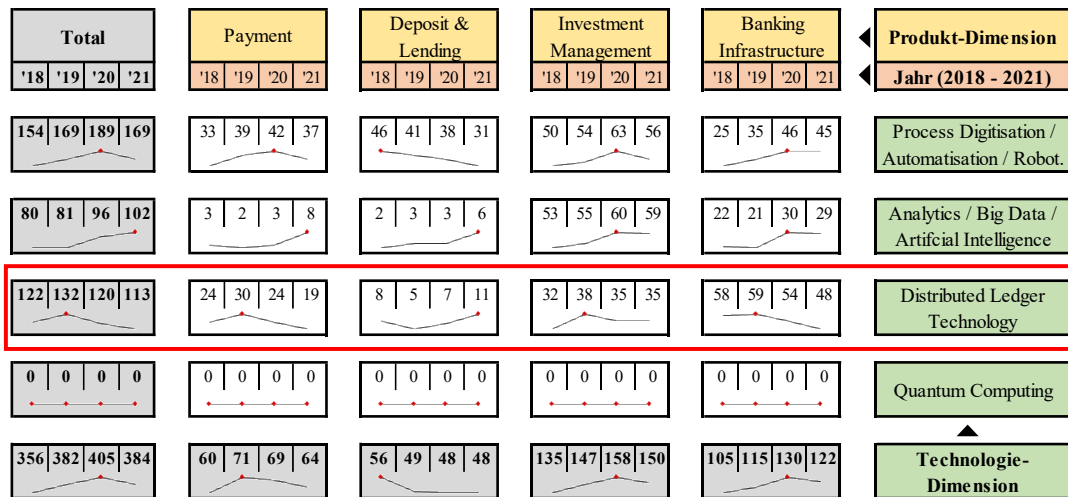 Total Payment Deposit & Lending Investment Management Banking Infrastructure Produkt-Dimension
'18 '19 '20 '21 '18 '19 '20 '21 '18 '19 '20 '21 '18 '19 '20 '21 '18 '19 '20 '21 Jahr (2018 - 2021)
154 169 189 169 33 39 42 37 46 41 38 31 50 54 63 56 25 35 46 45 Process Digitisation /
Automatisation / Robot.
80 81 96 102 3 2 3 8 2 3 3 6 53 55 60 59 22 21 30 29 Analytics / Big Data /
Artifcial Intelligence
122 132 120 113 24 30 24 19 8 5 7 11 32 38 35 35 58 59 54 48 Distributed Ledger
Technology
0 0 0 0 0 0 0 0 0 0 0 0 0 0 0 0 0 0 0 0 Quantum Computing
356 382 405 384 60 71 69 64 56 49 48 48 135 147 158 150 105 115 130 122 Technologie-
Dimension